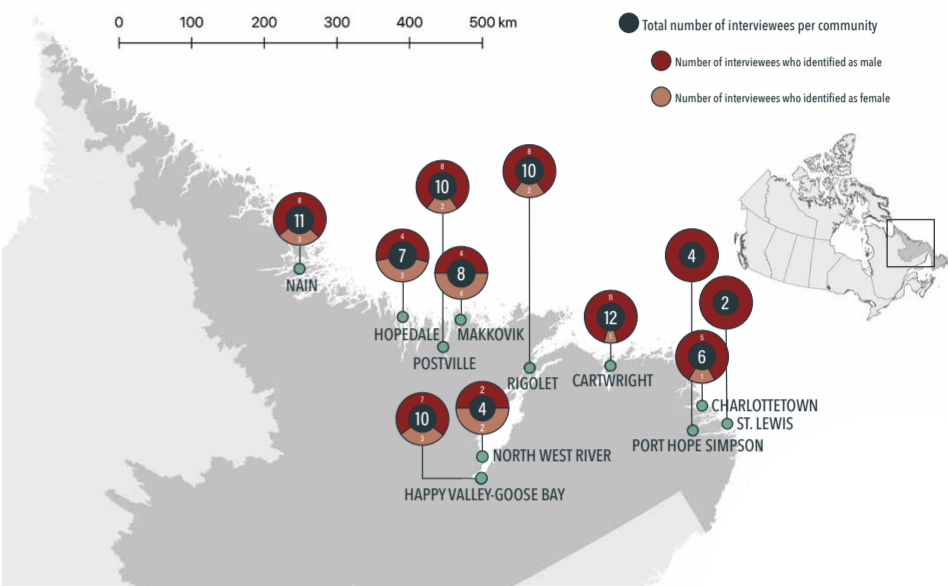 0 100 200 300 400 500 km
Total number of interviewees per community
Number of interviewees who identified as male
Number of interviewees who identified as female
8
10
2
8
10
2
8
11
3
NAIN
4
7
3
HOPEDALE
4
8
4
MAKKOVIK
POSTVILLE
4
2
11
12
1
CARTWRIGHT
5
6
1
RIGOLET
7
10
3
2
4
2
CHARLOTTETOWN
ST. LEWIS
PORT HOPE SIMPSON
NORTH WEST RIVER
HAPPY VALLEY-GOOSE BAY